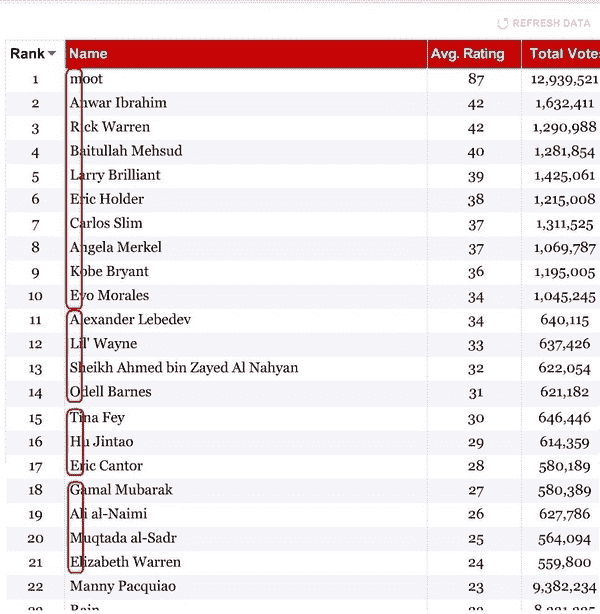 REFRESH DATA
Rank Name Avg. Rating Total Votes
1 moot 87 12,939,521
2 Anwar Ibrahim 42 1,632,411
3 Rick Warren 42 1,290,988
4 Baitullah Mehsud 40 1,281,854
5 Larry Brilliant 39 1,425,061
6 Eric Holder 38 1,215,008
7 Carlos Slim 37 1,311,525
8 Angela Merkel 37 1,069,787
9 Kobe Bryant 36 1,195,005
10 Evo Morales 34 1,045,245
11 Alexander Lebedev 34 640,115
12 Lil' Wayne 33 637,426
13 Sheikh Ahmed bin Zayed Al Nahyan 32 622,054
14 Odell Barnes 31 621,182
15 Tina Fey 30 646,446
16 Hu Jintao 29 614,359
17 Eric Cantor 28 580,189
18 Gamal Mubarak 27 580,389
19 Ali al-Naimi 26 627,786
20 Muqtada al-Sadr 25 564,094
21 Elizabeth Warren 24 559,800
22 Manny Pacquiao 23 9,382,234
Rain